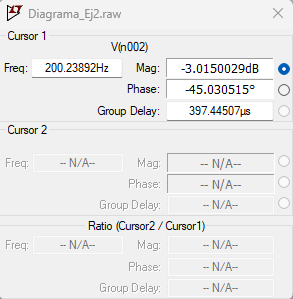 Diagrama_Ej2.raw
Cursor 1
V(n002)
Freq: 200.23892Hz Mag: -3.0150029dB
Phase: -45.030515°
Group Delay: 397.44507µs
Cursor 2
Freq: -- N/A-- Mag: -- N/A--
Phase: -- N/A--
Group Delay: -- N/A--
Ratio (Cursor2 / Cursor1)
Freq: -- N/A-- Mag: -- N/A--
Phase: -- N/A--
Group Delay: -- N/A--